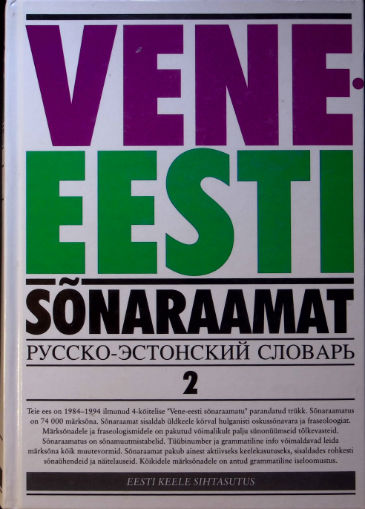 VENE-
EESTI
SÕNARAAMAT
РУССКО-ЭСТОНСКИЙ СЛОВАРЬ
2
Teie ees on 1984–1994 ilmunud 4-köitelise "Vene-eesti sõnaraamatu" parandatud trükk. Sõnaraamatus
on 74 000 märksõna. Sõnaraamat sisaldab üldkeele kõrval hulganisti oskussõnavara ja fraseoloogiat.
Märksõnadele ja fraseologismidele on pakutud võimalikult palju sünonüümseid tõlkevasteid.
Sõnaraamatus on sõnamuutmistabelid. Tüübinumber ja grammatiline info võimaldavad leida
märksõna kõik muutevormid. Sõnaraamat pakub ainest aktiivseks keelekasutuseks, sisaldades rohkesti
sõnaühendeid ja näitelauseid. Kõikidele märksõnadele on antud grammatiline iseloomustus.
EESTI KEELE SIHTASUTUS